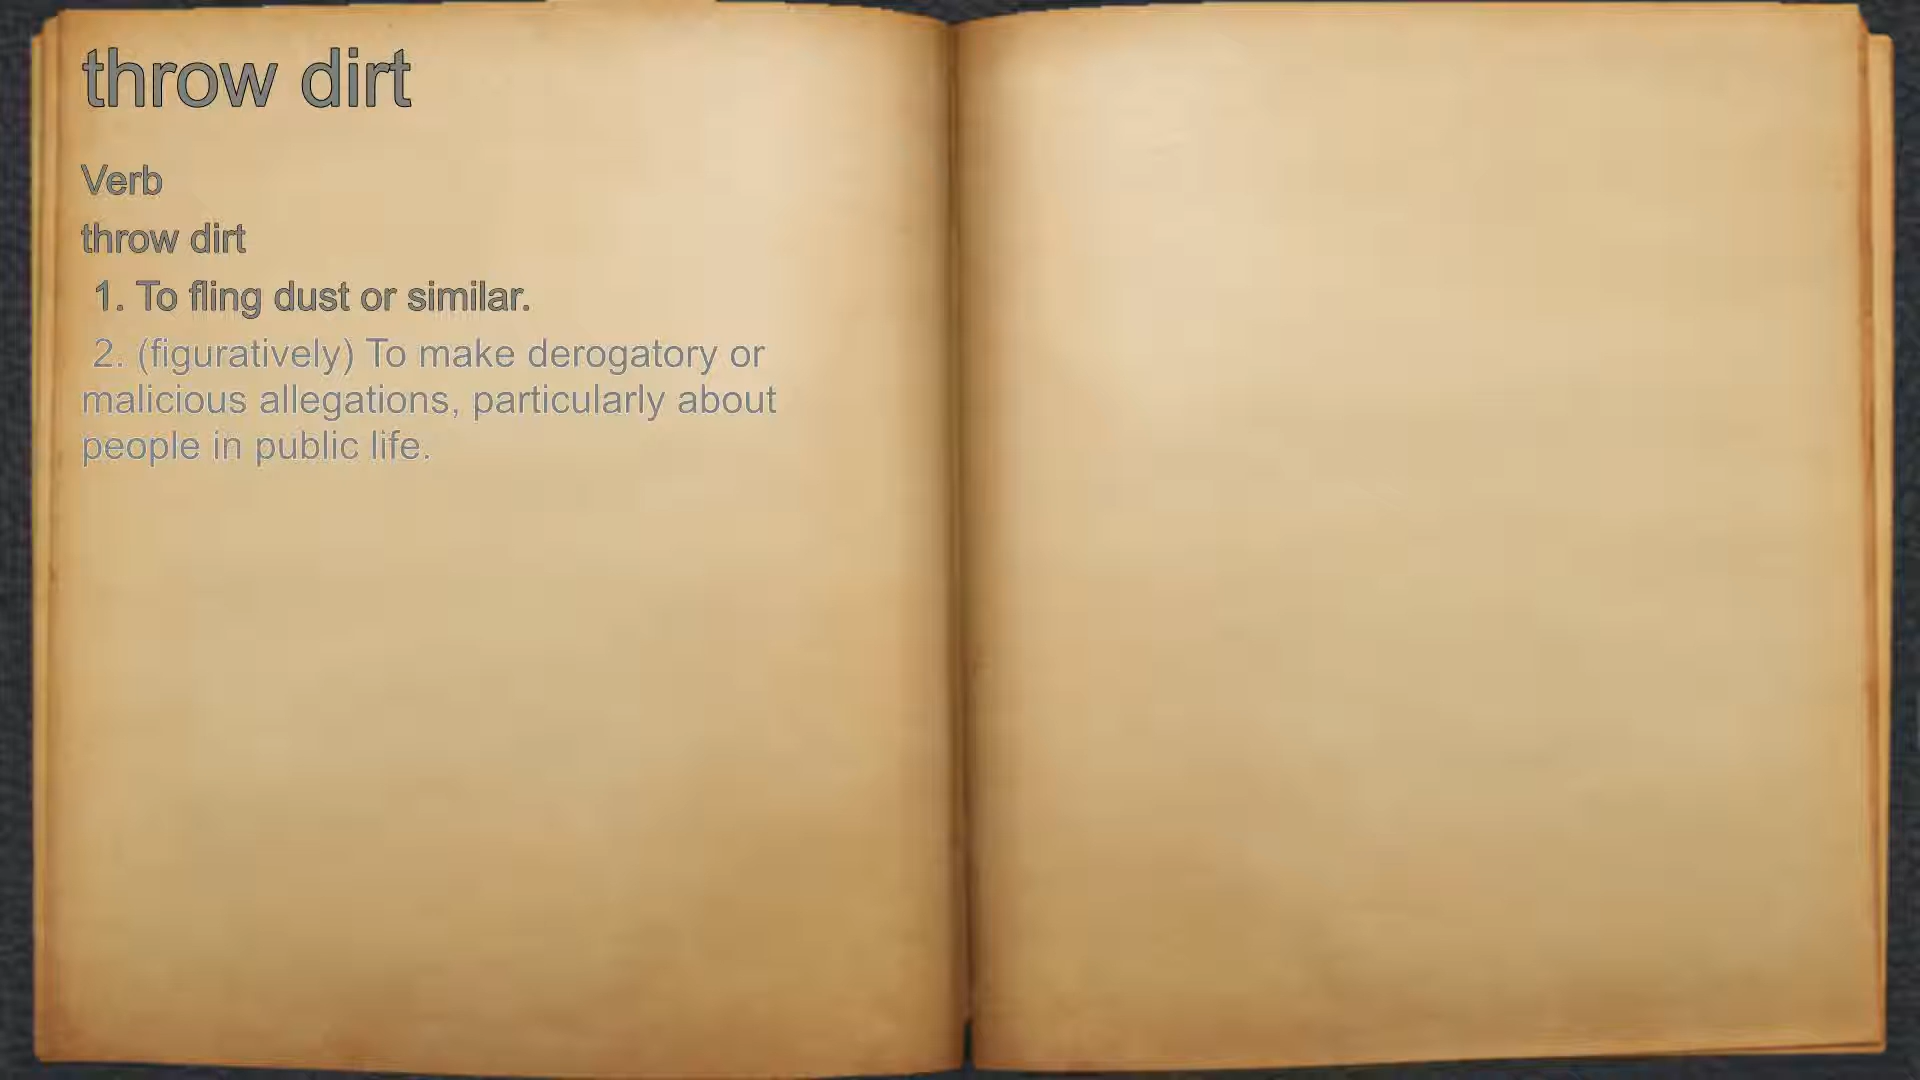 throw dirt
Verb
throw dirt
1. To fling dust or similar.
2. (figuratively) To make derogatory or
malicious allegations, particularly about
people in public life.